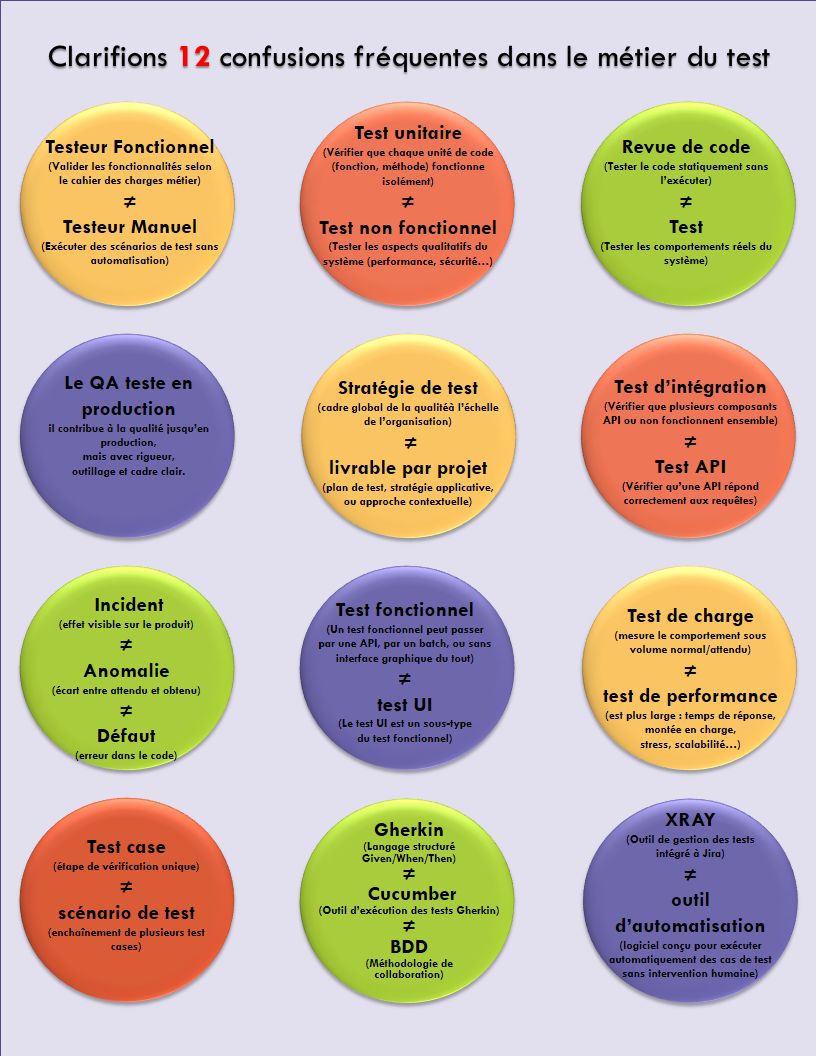 Clarifions 12 confusions fréquentes dans le métier du test
Testeur Fonctionnel
(Valider les fonctionnalités selon
le cahier des charges métier)
≠
Testeur Manuel
(Exécuter des scénarios de test sans
automatisation)
Test unitaire
(Vérifier que chaque unité de code
(fonction, méthode) fonctionne
isolément)
≠
Test non fonctionnel
(Tester les aspects qualitatifs du
système (performance, sécurité…)
Revue de code
(Tester le code statiquement sans
l'exécuter)
≠
Test
(Tester les comportements réels du
système)
Le QA teste en
production
il contribue à la qualité jusqu'en
production,
mais avec rigueur,
outillage et cadre clair.
Stratégie de test
(cadre global de la qualitéà l'échelle
de l'organisation)
≠
livrable par projet
(plan de test, stratégie applicative,
ou approche contextuelle)
Test d'intégration
(Vérifier que plusieurs composants
API ou non fonctionnent ensemble)
≠
Test API
(Vérifier qu'une API répond
correctement aux requêtes)
Incident
(effet visible sur le produit)
≠
Anomalie
(écart entre attendu et obtenu)
≠
Défaut
(erreur dans le code)
Test fonctionnel
(Un test fonctionnel peut passer
par une API, par un batch, ou sans
interface graphique du tout)
≠
test UI
(Le test UI est un sous-type
du test fonctionnel)
Test de charge
(mesure le comportement sous
volume normal/attendu)
≠
test de performance
(est plus large : temps de réponse,
montée en charge,
stress, scalabilité…)
Test case
(étape de vérification unique)
≠
scénario de test
(enchaînement de plusieurs test
cases)
Gherkin
(Langage structuré
Given/When/Then)
≠
Cucumber
(Outil d'exécution des tests Gherkin)
≠
BDD
(Méthodologie de
collaboration)
XRAY
(Outil de gestion des tests
intégré à Jira)
≠
outil
d'automatisation
(logiciel conçu pour exécuter
automatiquement des cas de test
sans intervention humaine)